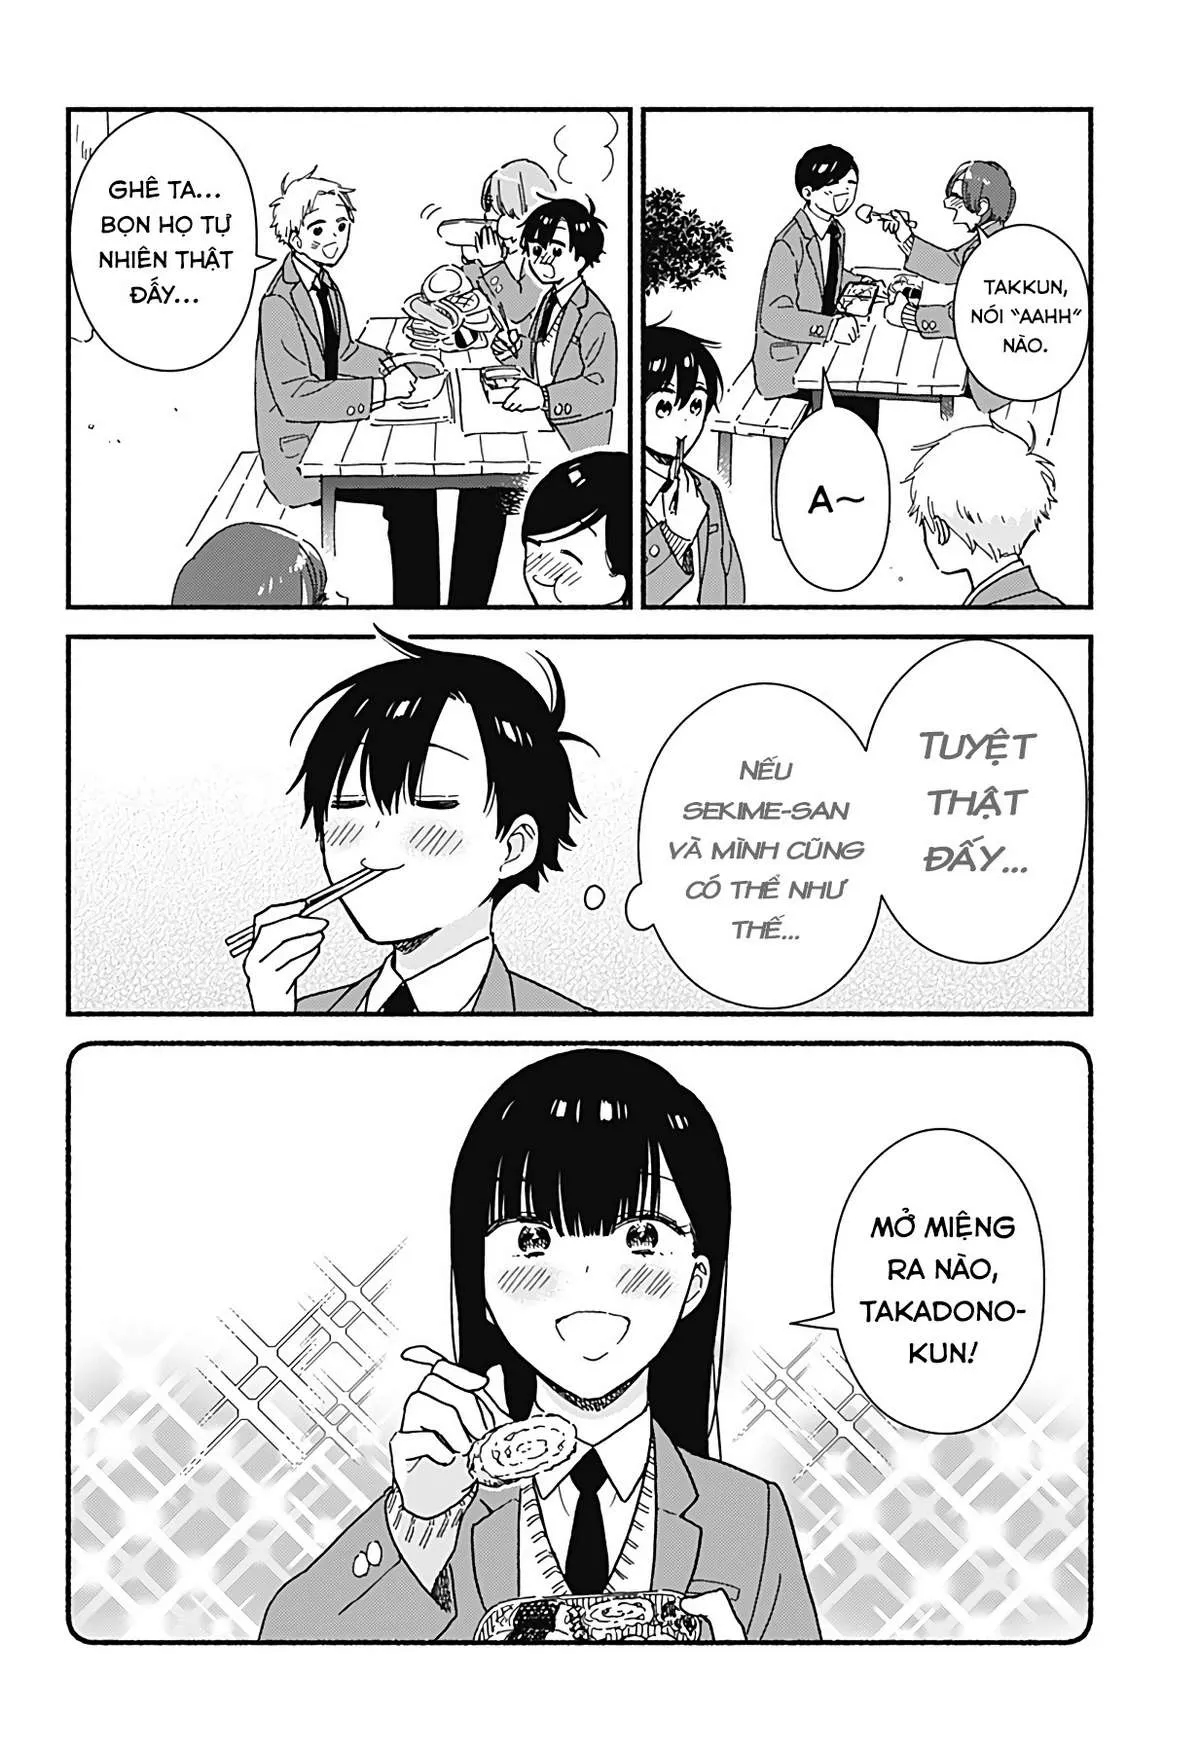 TAKKUN,
NÓI "AAHH"
NÀO.
A~
GHÊ TA...
BỌN HỌ TỰ
NHIÊN THẬT
ĐẤY...
TUYỆT
THẬT
ĐẤY...
NẾU
SEKIME-SAN
VÀ MÌNH CŨNG
CÓ THỂ NHƯ
THẾ...
MỞ MIỆNG
RA NÀO,
TAKADONO-
KUN!